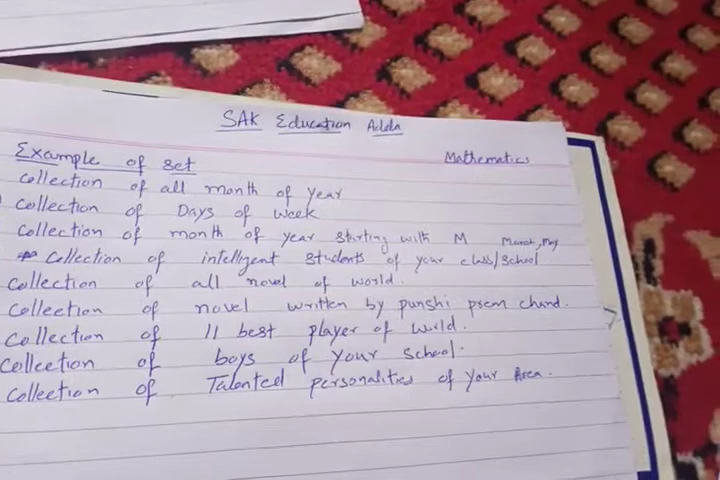 SAK Education Adda
Mathematics
Example of set
Collection of all month of year
Collection of Days of week
Collection of month of year starting with M March, May
Collection of intelligent students of your class/school
Collection of all novel of world.
Collection of novel written by punshi prem chand.
Collection of 11 best player of world.
Collection of boys of your school.
Collection of Talented personalities of your Area.